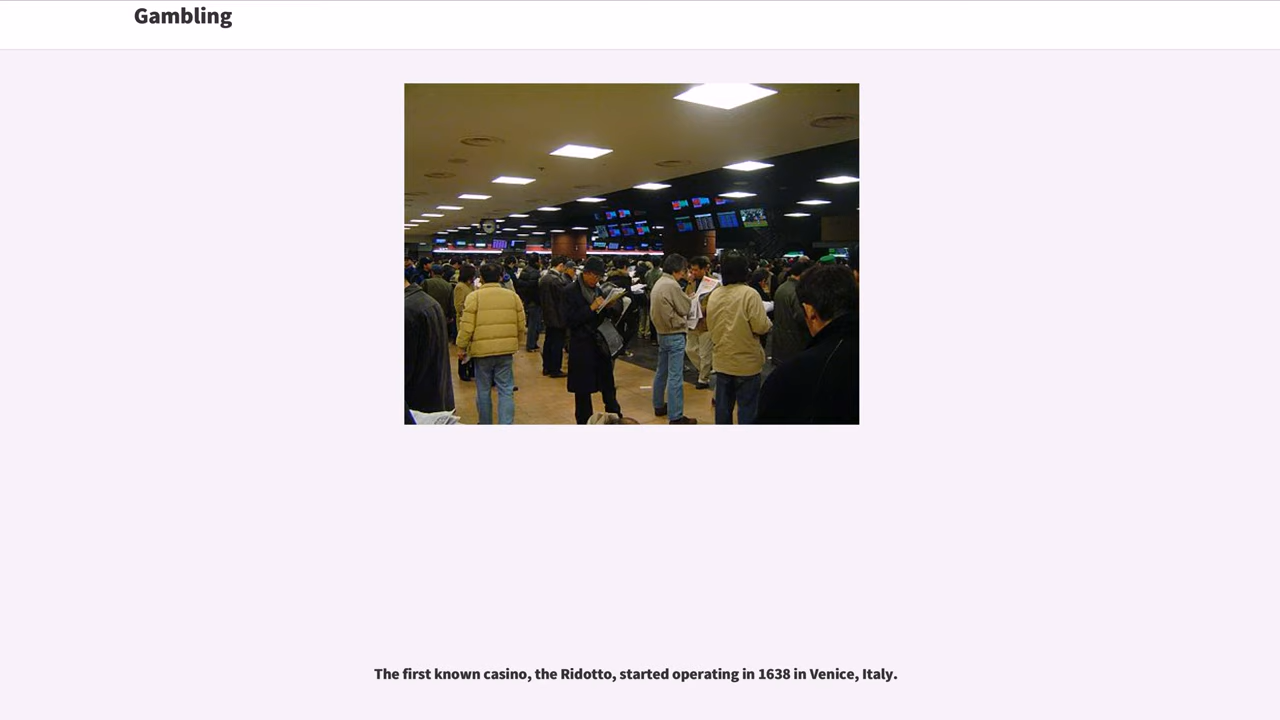 Gambling
The first known casino, the Ridotto, started operating in 1638 in Venice, Italy.